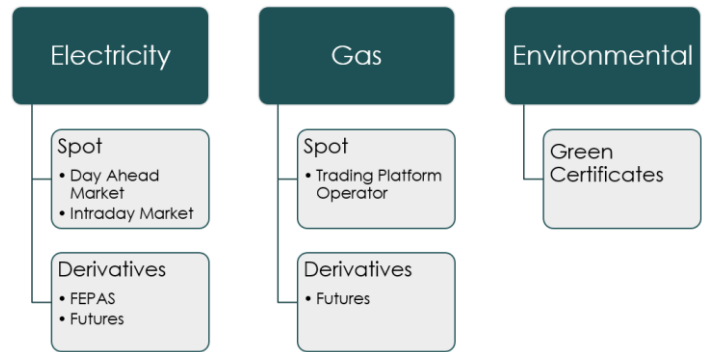 Electricity
Spot
• Day Ahead
Market
• Intraday Market
Derivatives
• FEPAS
• Futures
Gas
Spot
• Trading Platform
Operator
Derivatives
• Futures
Environmental
Green
Certificates